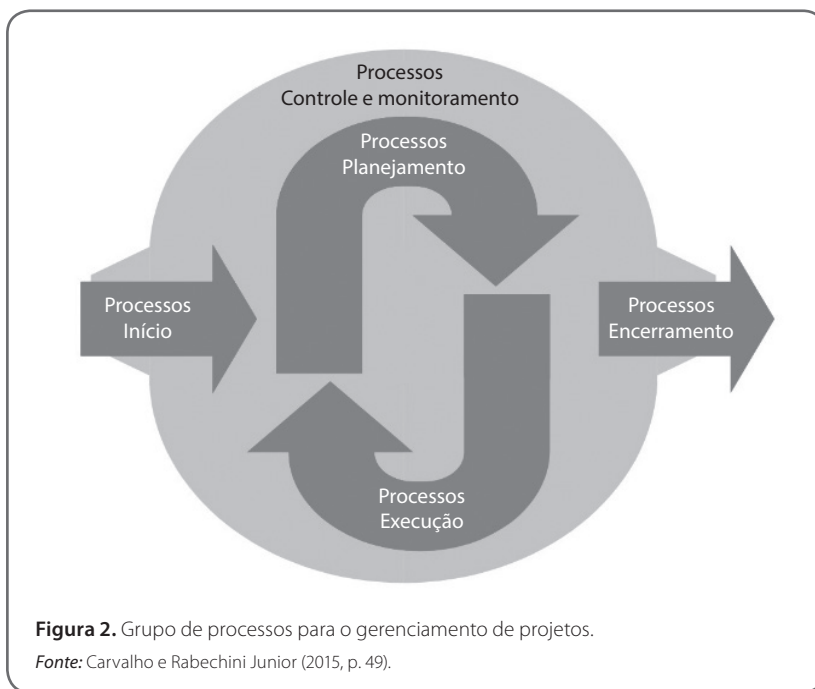 Processos
Controle e monitoramento
Processos
Planejamento
Processos
Início
Processos
Encerramento
Processos
Execução
Figura 2. Grupo de processos para o gerenciamento de projetos.
Fonte: Carvalho e Rabechini Junior (2015, p. 49).